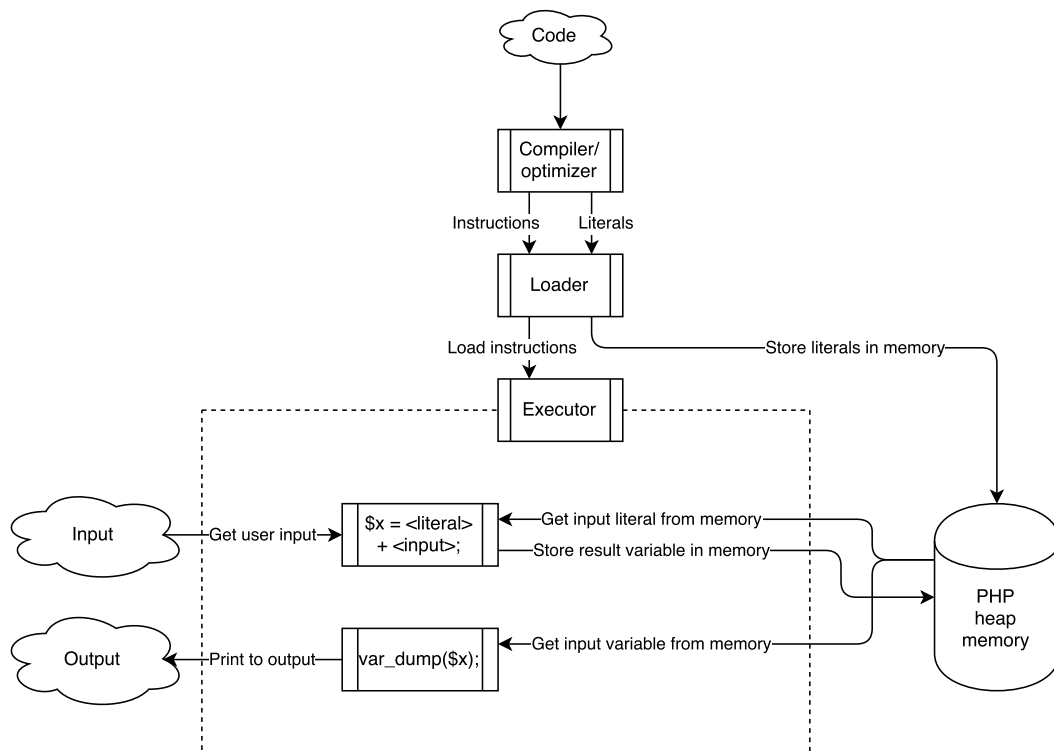 Code
Compiler/
optimizer
Instructions
Literals
Loader
Load instructions
Store literals in memory
Executor
Input
Get user input
$x = <literal>
+ <input>;
Get input literal from memory
Store result variable in memory
PHP
heap
memory
Output
Print to output
var_dump($x);
Get input variable from memory